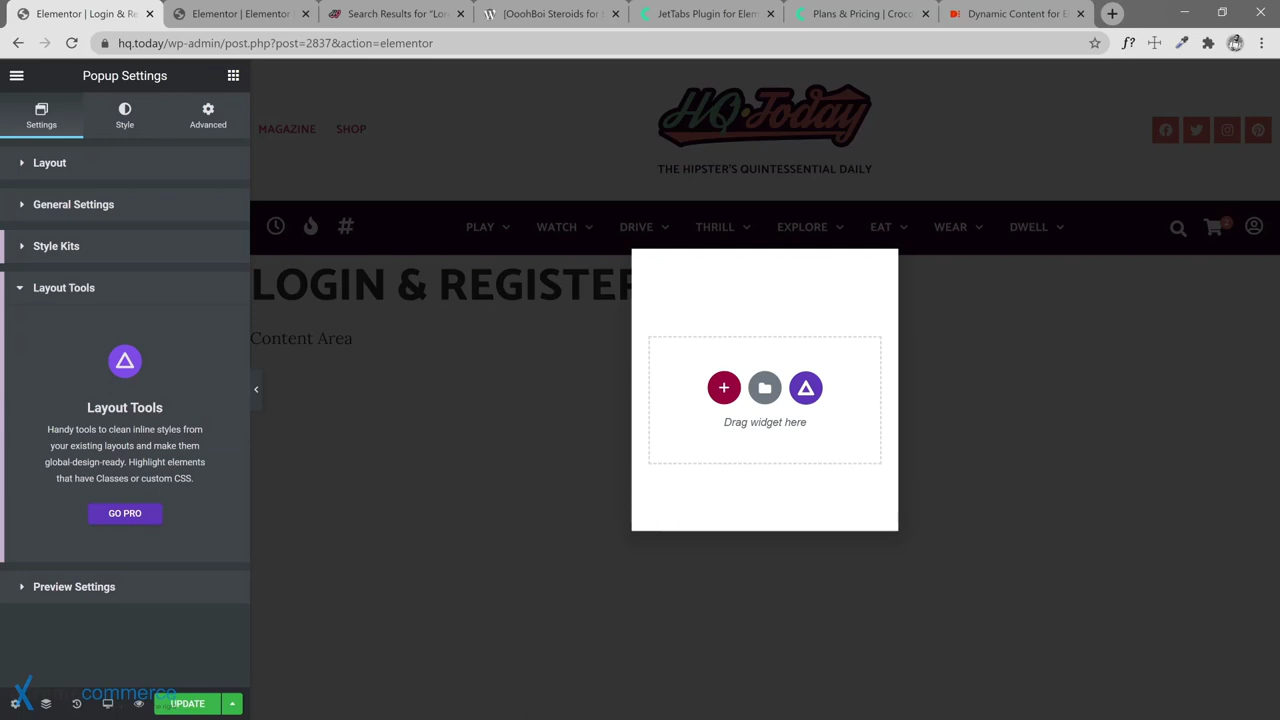 Elementor | Login & Re
Elementor | Elementor
Search Results for "Lor
[OoohBoi Steroids for E
JetTabs Plugin for Elem
Plans & Pricing | Croco
Dynamic Content for E
hq.today/wp-admin/post.php?post=2837&action=elementor
Popup Settings
Settings
Style
Advanced
Layout
General Settings
Style Kits
Layout Tools
Layout Tools
Handy tools to clean inline styles from
your existing layouts and make them
global-design-ready. Highlight elements
that have Classes or custom CSS.
GO PRO
Preview Settings
commerce
UPDATE
MAGAZINE
SHOP
HQ•Today
THE HIPSTER'S QUINTESSENTIAL DAILY
PLAY
WATCH
DRIVE
THRILL
EXPLORE
EAT
WEAR
DWELL
2
LOGIN & REGISTER
Content Area
Drag widget here